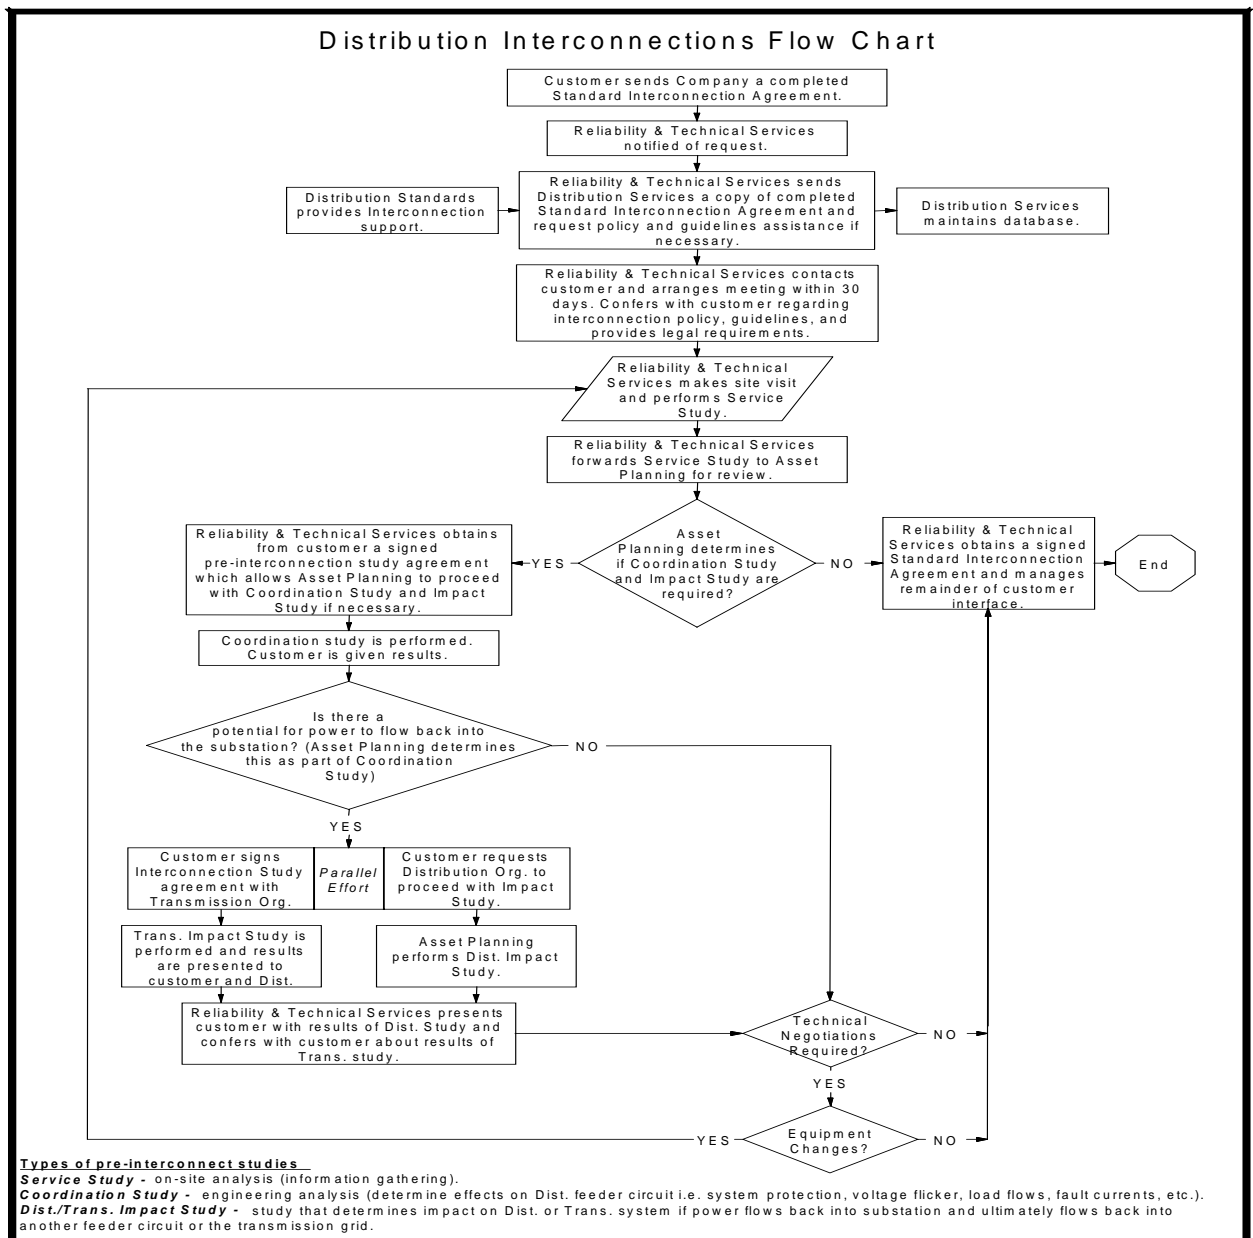 Distribution Interconnections Flow Chart
Customer sends Company a completed
Standard Interconnection Agreement.
Reliability & Technical Services
notified of request.
Distribution Standards
provides Interconnection
support.
Reliability & Technical Services sends
Distribution Services a copy of completed
Standard Interconnection Agreement and
request policy and guidelines assistance if
necessary.
Distribution Services
maintains database.
Reliability & Technical Services contacts
customer and arranges meeting within 30
days. Confers with customer regarding
interconnection policy, guidelines, and
provides legal requirements.
Reliability & Technical
Services makes site visit
and performs Service
Study.
Reliability & Technical Services
forwards Service Study to Asset
Planning for review.
Asset
Planning determines
if Coordination Study
and Impact Study are
required?
YES
NO
Reliability & Technical Services obtains
from customer a signed
pre-interconnection study agreement
which allows Asset Planning to proceed
with Coordination Study and Impact
Study if necessary.
Reliability & Technical
Services obtains a signed
Standard Interconnection
Agreement and manages
remainder of customer
interface.
End
Coordination study is performed.
Customer is given results.
Is there a
potential for power to flow back into
the substation? (Asset Planning determines
this as part of Coordination
Study)
NO
YES
Customer signs
Interconnection Study
agreement with
Transmission Org.
Parallel
Effort
Customer requests
Distribution Org. to
proceed with Impact
Study.
Trans. Impact Study is
performed and results
are presented to
customer and Dist.
Asset Planning
performs Dist. Impact
Study.
Reliability & Technical Services presents
customer with results of Dist. Study and
confers with customer about results of
Trans. study.
Technical
Negotiations
Required?
NO
YES
Equipment
Changes?
YES
NO
Types of pre-interconnect studies
Service Study - on-site analysis (information gathering).
Coordination Study - engineering analysis (determine effects on Dist. feeder circuit i.e. system protection, voltage flicker, load flows, fault currents, etc.).
Dist./Trans. Impact Study - study that determines impact on Dist. or Trans. system if power flows back into substation and ultimately flows back into
another feeder circuit or the transmission grid.